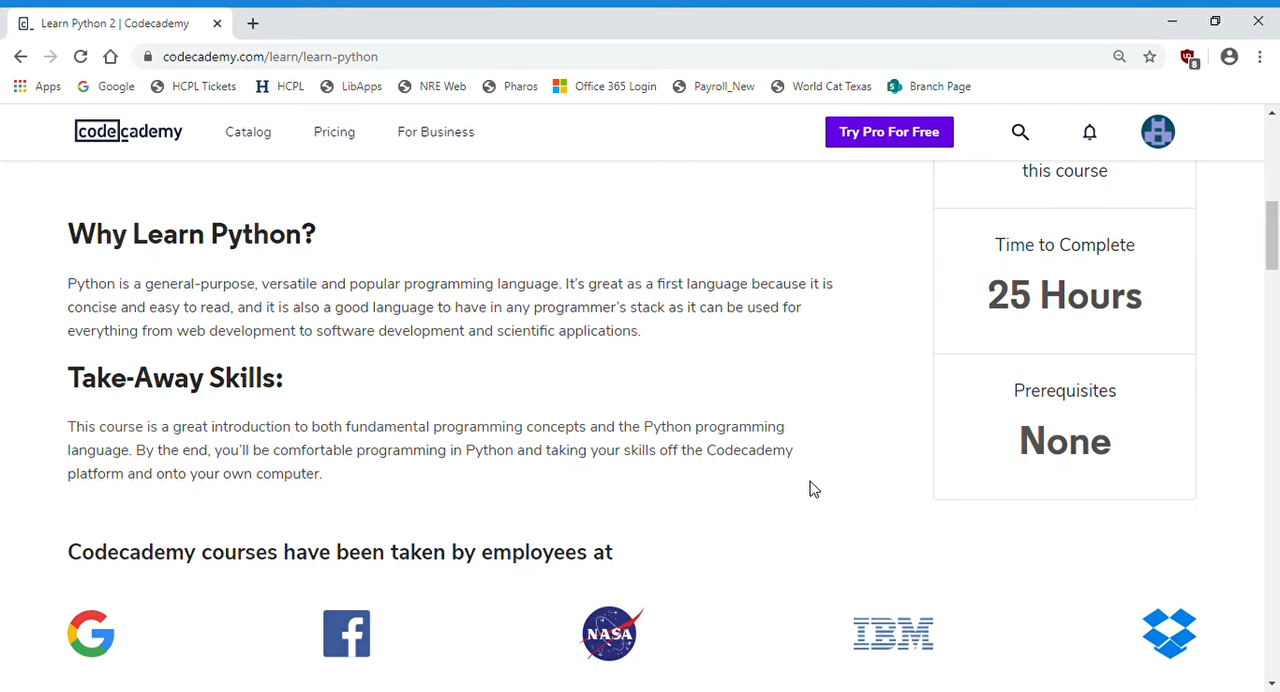 Learn Python 2 | Codecademy
codecademy.com/learn/learn-python
8
Apps Google HCPL Tickets HCPL LibApps NRE Web Pharos Office 365 Login Payroll_New World Cat Texas Branch Page
codecademy Catalog Pricing For Business Try Pro For Free
this course
Why Learn Python?
Time to Complete
25 Hours
Python is a general-purpose, versatile and popular programming language. It’s great as a first language because it is
concise and easy to read, and it is also a good language to have in any programmer’s stack as it can be used for
everything from web development to software development and scientific applications.
Take-Away Skills:
Prerequisites
None
This course is a great introduction to both fundamental programming concepts and the Python programming
language. By the end, you’ll be comfortable programming in Python and taking your skills off the Codecademy
platform and onto your own computer.
Codecademy courses have been taken by employees at
NASA
IBM